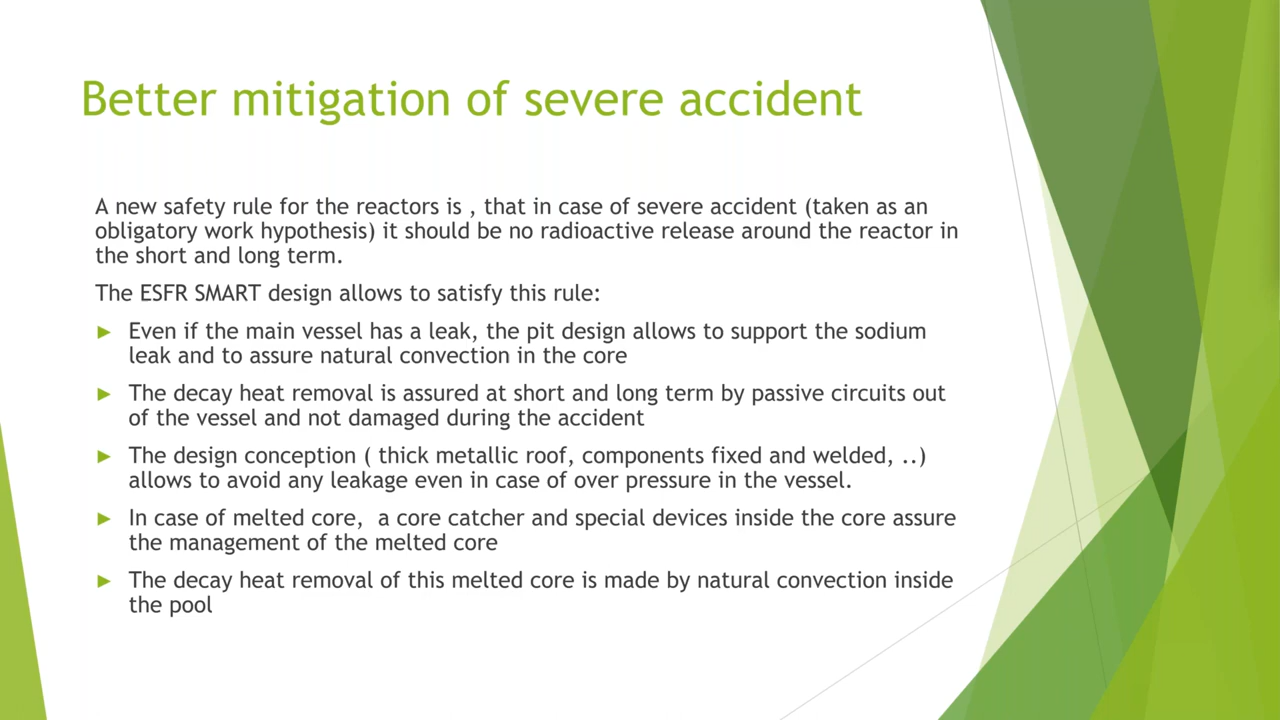 Better mitigation of severe accident
A new safety rule for the reactors is , that in case of severe accident (taken as an
obligatory work hypothesis) it should be no radioactive release around the reactor in
the short and long term.
The ESFR SMART design allows to satisfy this rule:
► Even if the main vessel has a leak, the pit design allows to support the sodium
leak and to assure natural convection in the core
► The decay heat removal is assured at short and long term by passive circuits out
of the vessel and not damaged during the accident
► The design conception ( thick metallic roof, components fixed and welded, ..)
allows to avoid any leakage even in case of over pressure in the vessel.
► In case of melted core,  a core catcher and special devices inside the core assure
the management of the melted core
► The decay heat removal of this melted core is made by natural convection inside
the pool